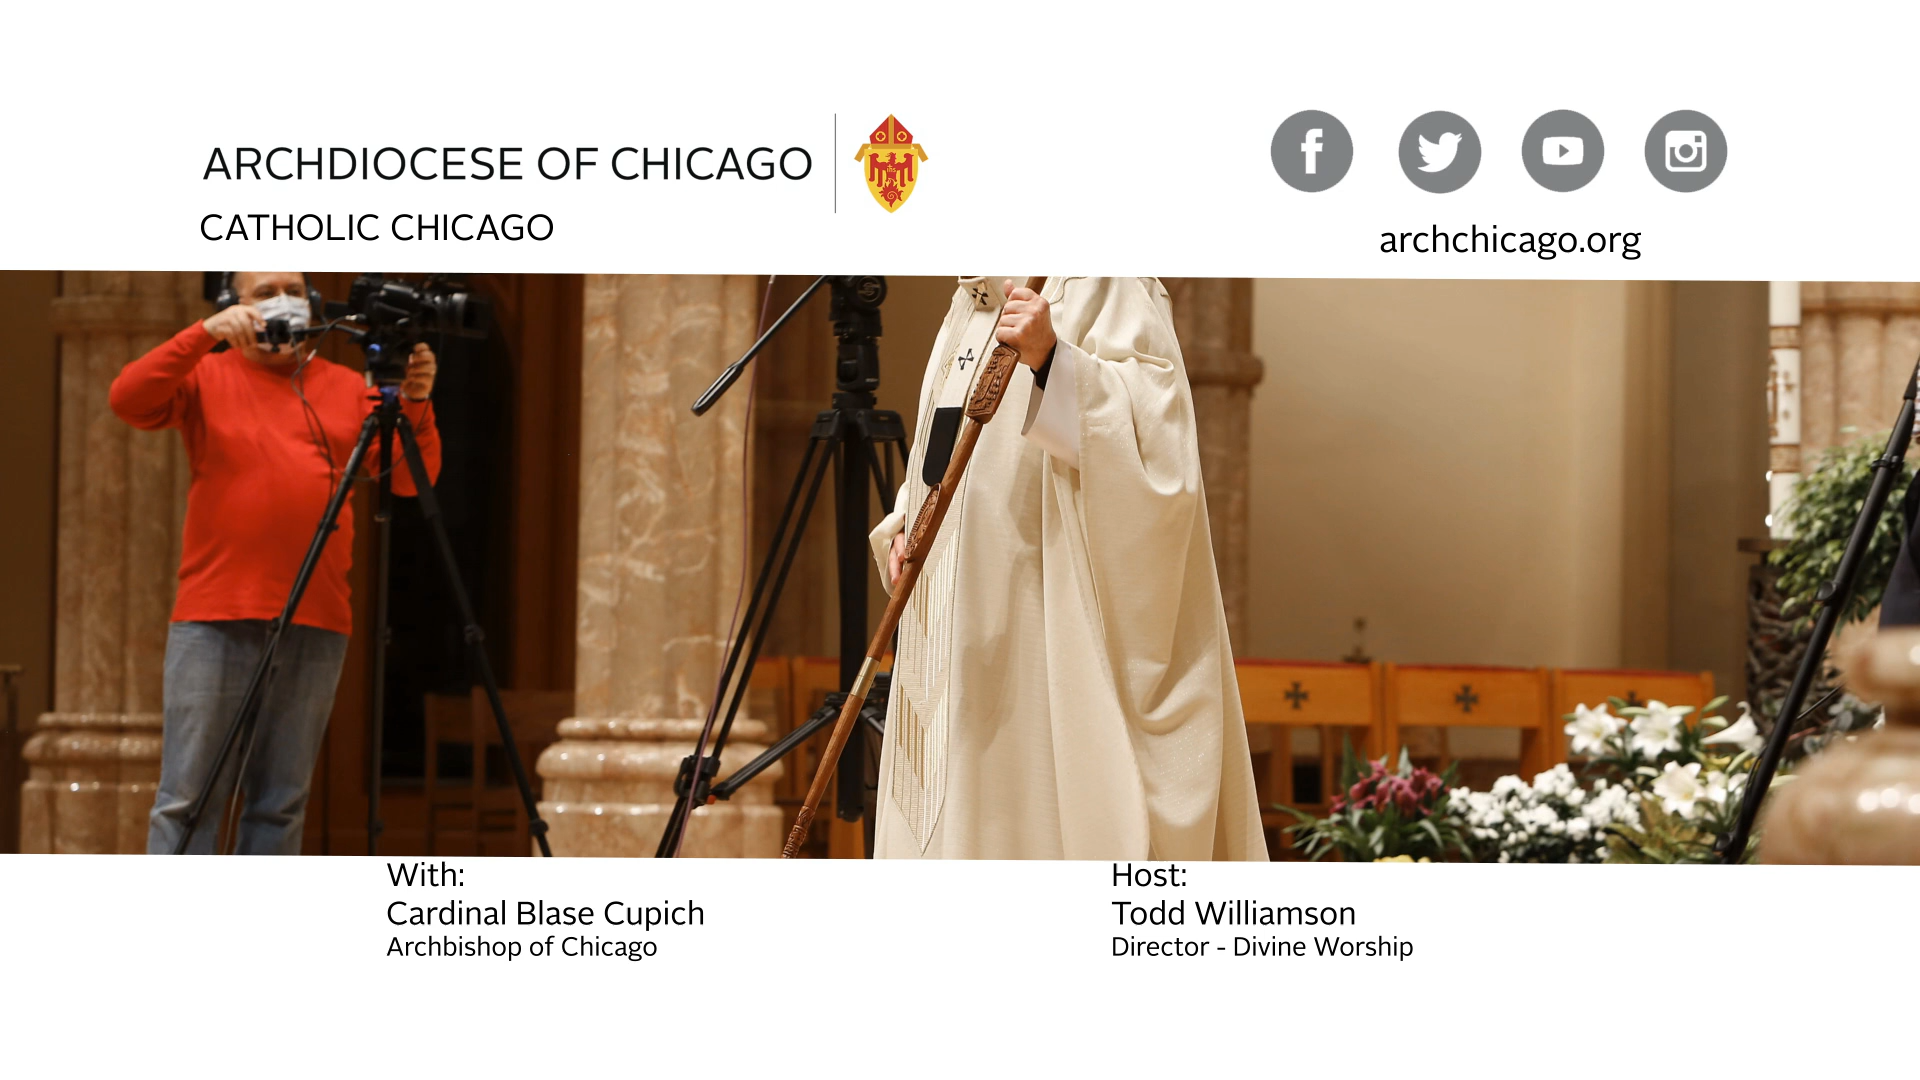 ARCHDIOCESE OF CHICAGO
CATHOLIC CHICAGO
archchicago.org
With:
Cardinal Blase Cupich
Archbishop of Chicago
Host:
Todd Williamson
Director - Divine Worship